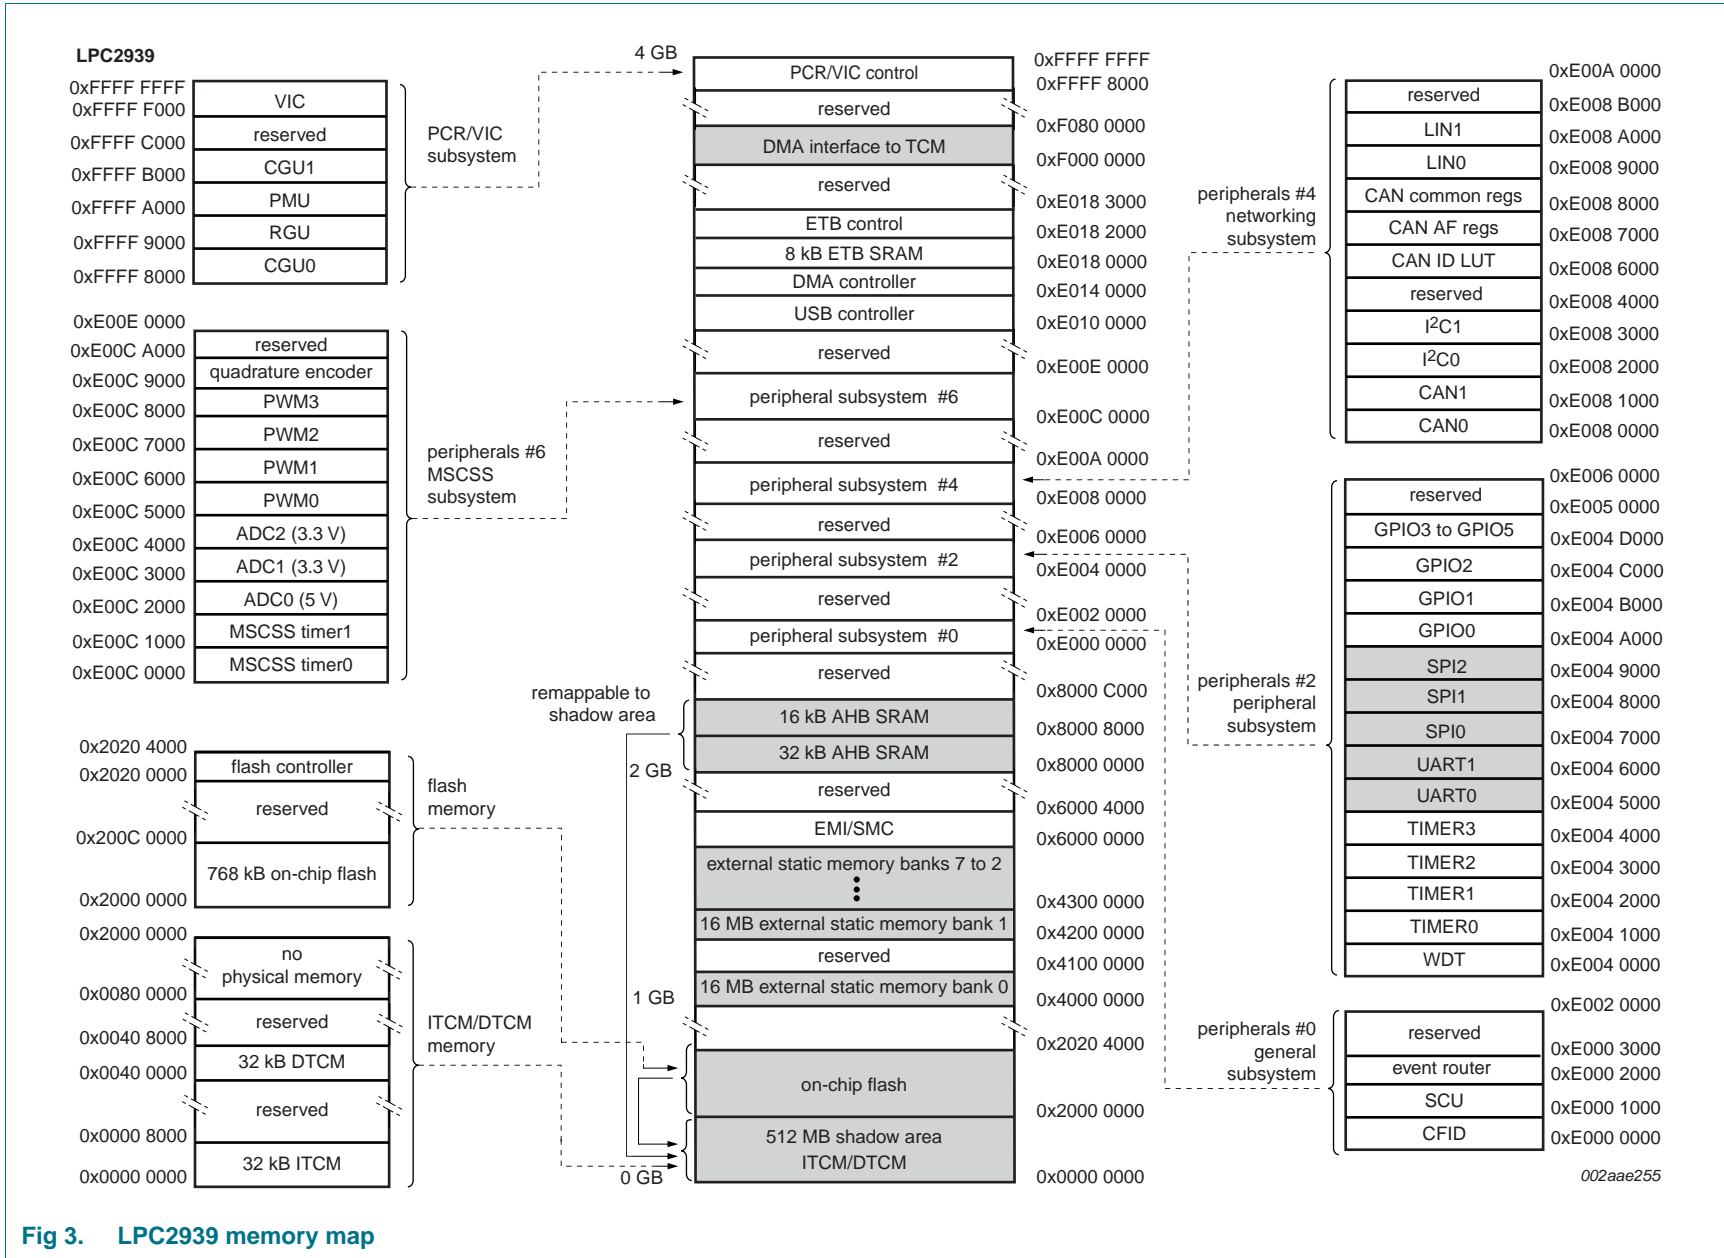 LPC2939
0xFFFF FFFF
VIC
0xFFFF F000
reserved
0xFFFF C000
CGU1
0xFFFF B000
PMU
0xFFFF A000
RGU
0xFFFF 9000
CGU0
0xFFFF 8000
PCR/VIC
subsystem
0xE00E 0000
reserved
0xE00C A000
quadrature encoder
0xE00C 9000
PWM3
0xE00C 8000
PWM2
0xE00C 7000
PWM1
0xE00C 6000
PWM0
0xE00C 5000
ADC2 (3.3 V)
0xE00C 4000
ADC1 (3.3 V)
0xE00C 3000
ADC0 (5 V)
0xE00C 2000
MSCSS timer1
0xE00C 1000
MSCSS timer0
0xE00C 0000
peripherals #6
MSCSS
subsystem
0x2020 4000
flash controller
0x2020 0000
reserved
0x200C 0000
768 kB on-chip flash
0x2000 0000
flash
memory
0x2000 0000
no
physical memory
0x0080 0000
reserved
0x0040 8000
32 kB DTCM
0x0040 0000
reserved
0x0000 8000
32 kB ITCM
0x0000 0000
ITCM/DTCM
memory
4 GB
remappable to
shadow area
2 GB
1 GB
0 GB
0xFFFF FFFF
PCR/VIC control
0xFFFF 8000
reserved
0xF080 0000
DMA interface to TCM
0xF000 0000
reserved
0xE018 3000
ETB control
0xE018 2000
8 kB ETB SRAM
0xE018 0000
DMA controller
0xE014 0000
USB controller
0xE010 0000
reserved
0xE00E 0000
peripheral subsystem #6
0xE00C 0000
reserved
0xE00A 0000
peripheral subsystem #4
0xE008 0000
reserved
0xE006 0000
peripheral subsystem #2
0xE004 0000
reserved
0xE002 0000
peripheral subsystem #0
0xE000 0000
reserved
0x8000 C000
16 kB AHB SRAM
0x8000 8000
32 kB AHB SRAM
0x8000 0000
reserved
0x6000 4000
EMI/SMC
0x6000 0000
external static memory banks 7 to 2
0x4300 0000
16 MB external static memory bank 1
0x4200 0000
reserved
0x4100 0000
16 MB external static memory bank 0
0x4000 0000
0x2020 4000
on-chip flash
0x2000 0000
512 MB shadow area
ITCM/DTCM
0x0000 0000
peripherals #4
networking
subsystem
0xE00A 0000
reserved
0xE008 B000
LIN1
0xE008 A000
LIN0
0xE008 9000
CAN common regs
0xE008 8000
CAN AF regs
0xE008 7000
CAN ID LUT
0xE008 6000
reserved
0xE008 4000
I2C1
0xE008 3000
I2C0
0xE008 2000
CAN1
0xE008 1000
CAN0
0xE008 0000
peripherals #2
peripheral
subsystem
0xE006 0000
reserved
0xE005 0000
GPIO3 to GPIO5
0xE004 D000
GPIO2
0xE004 C000
GPIO1
0xE004 B000
GPIO0
0xE004 A000
SPI2
0xE004 9000
SPI1
0xE004 8000
SPI0
0xE004 7000
UART1
0xE004 6000
UART0
0xE004 5000
TIMER3
0xE004 4000
TIMER2
0xE004 3000
TIMER1
0xE004 2000
TIMER0
0xE004 1000
WDT
0xE004 0000
peripherals #0
general
subsystem
0xE002 0000
reserved
0xE000 3000
event router
0xE000 2000
SCU
0xE000 1000
CFID
0xE000 0000
002aae255
Fig 3. LPC2939 memory map